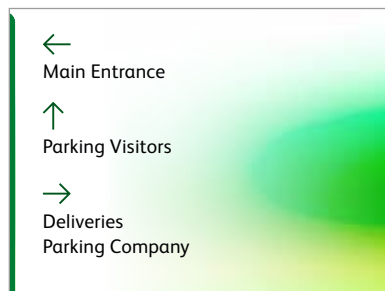 ←
Main Entrance
↑
Parking Visitors
→
Deliveries
Parking Company